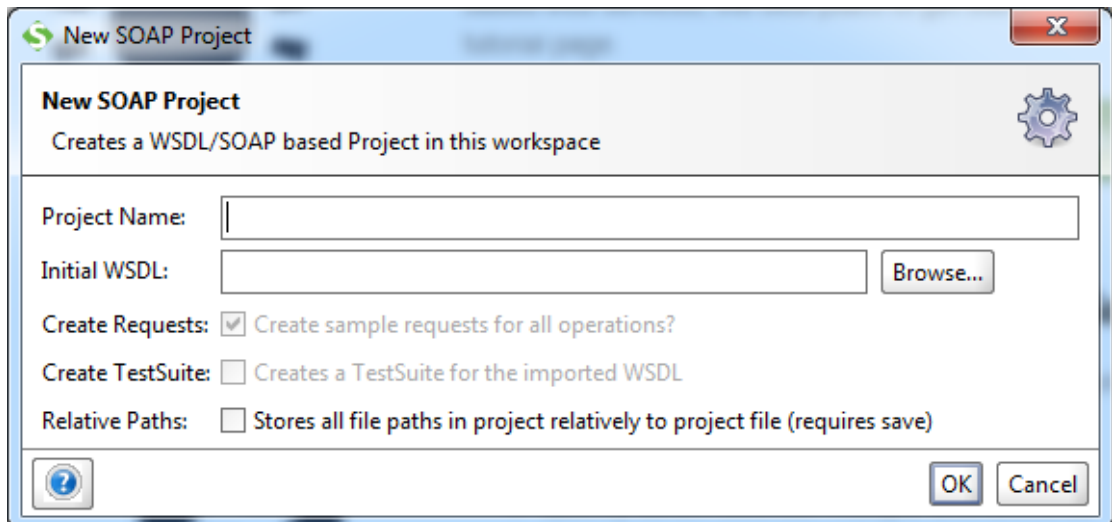 New SOAP Project
tutorial page
New SOAP Project
Creates a WSDL/SOAP based Project in this workspace
Project Name:
Initial WSDL: Browse...
Create Requests: Create sample requests for all operations?
Create TestSuite: Creates a TestSuite for the imported WSDL
Relative Paths: Stores all file paths in project relatively to project file (requires save)
OK Cancel